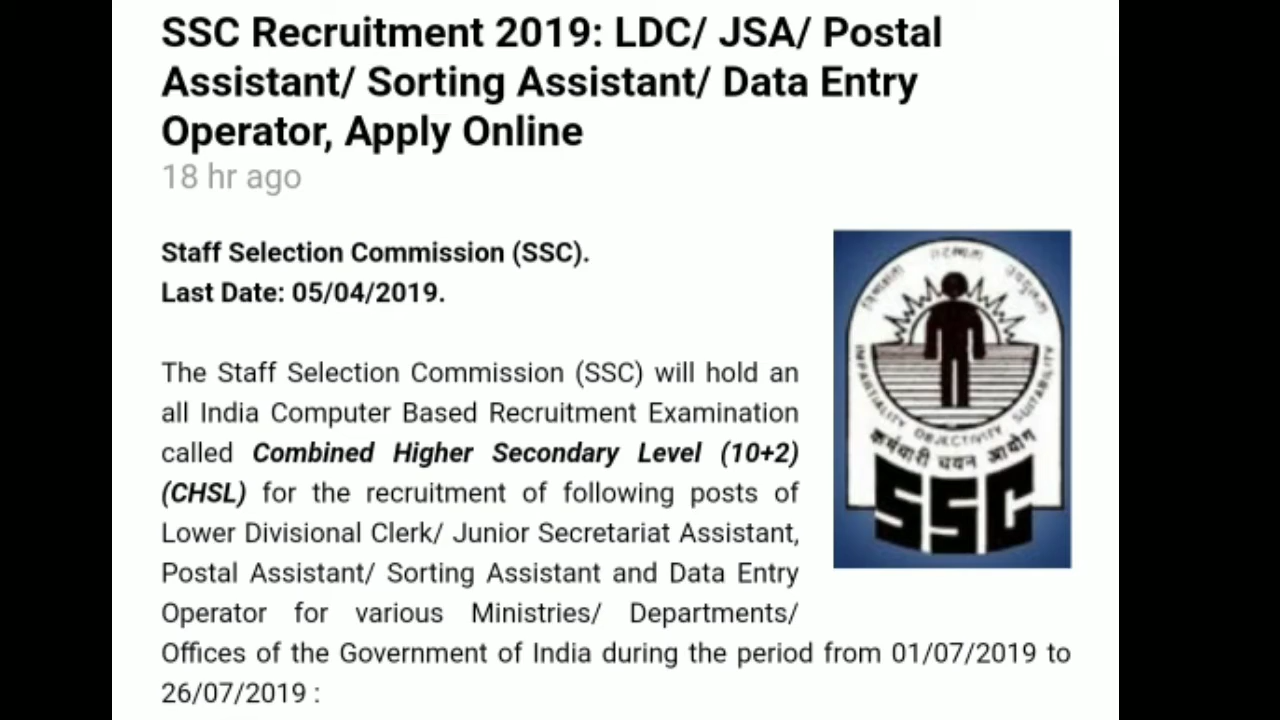 SSC Recruitment 2019: LDC/ JSA/ Postal
Assistant/ Sorting Assistant/ Data Entry
Operator, Apply Online
18 hr ago
Staff Selection Commission (SSC).
Last Date: 05/04/2019.
The Staff Selection Commission (SSC) will hold an
all India Computer Based Recruitment Examination
called Combined Higher Secondary Level (10+2)
(CHSL) for the recruitment of following posts of
Lower Divisional Clerk/ Junior Secretariat Assistant,
Postal Assistant/ Sorting Assistant and Data Entry
Operator for various Ministries/ Departments/
Offices of the Government of India during the period from 01/07/2019 to
26/07/2019 :
IMPARTIALITY OBJECTIVITY SUITABILITY
कर्मचारी चयन आयोग
SSC